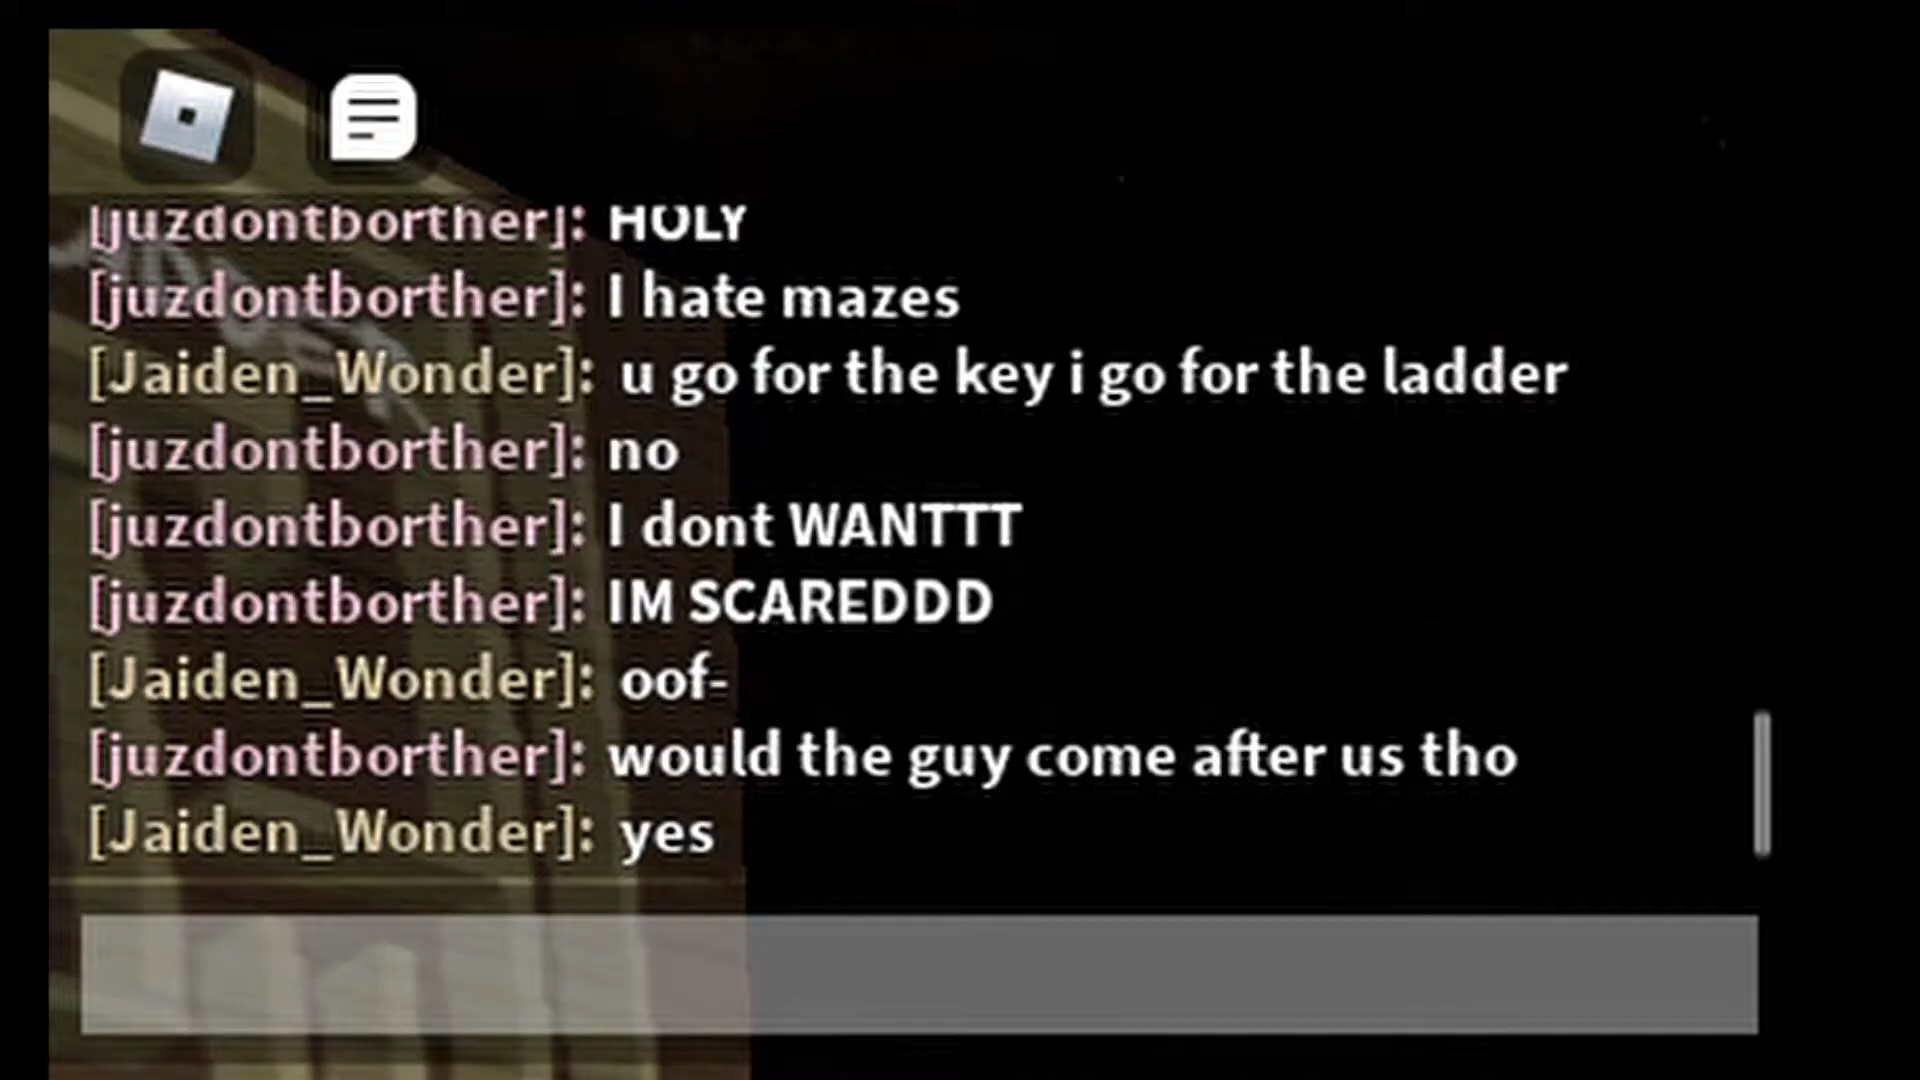 [juzdontborther]: HOLY
[juzdontborther]: I hate mazes
[Jaiden_Wonder]: u go for the key i go for the ladder
[juzdontborther]: no
[juzdontborther]: I dont WANTTT
[juzdontborther]: IM SCAREDDD
[Jaiden_Wonder]: oof-
[juzdontborther]: would the guy come after us tho
[Jaiden_Wonder]: yes